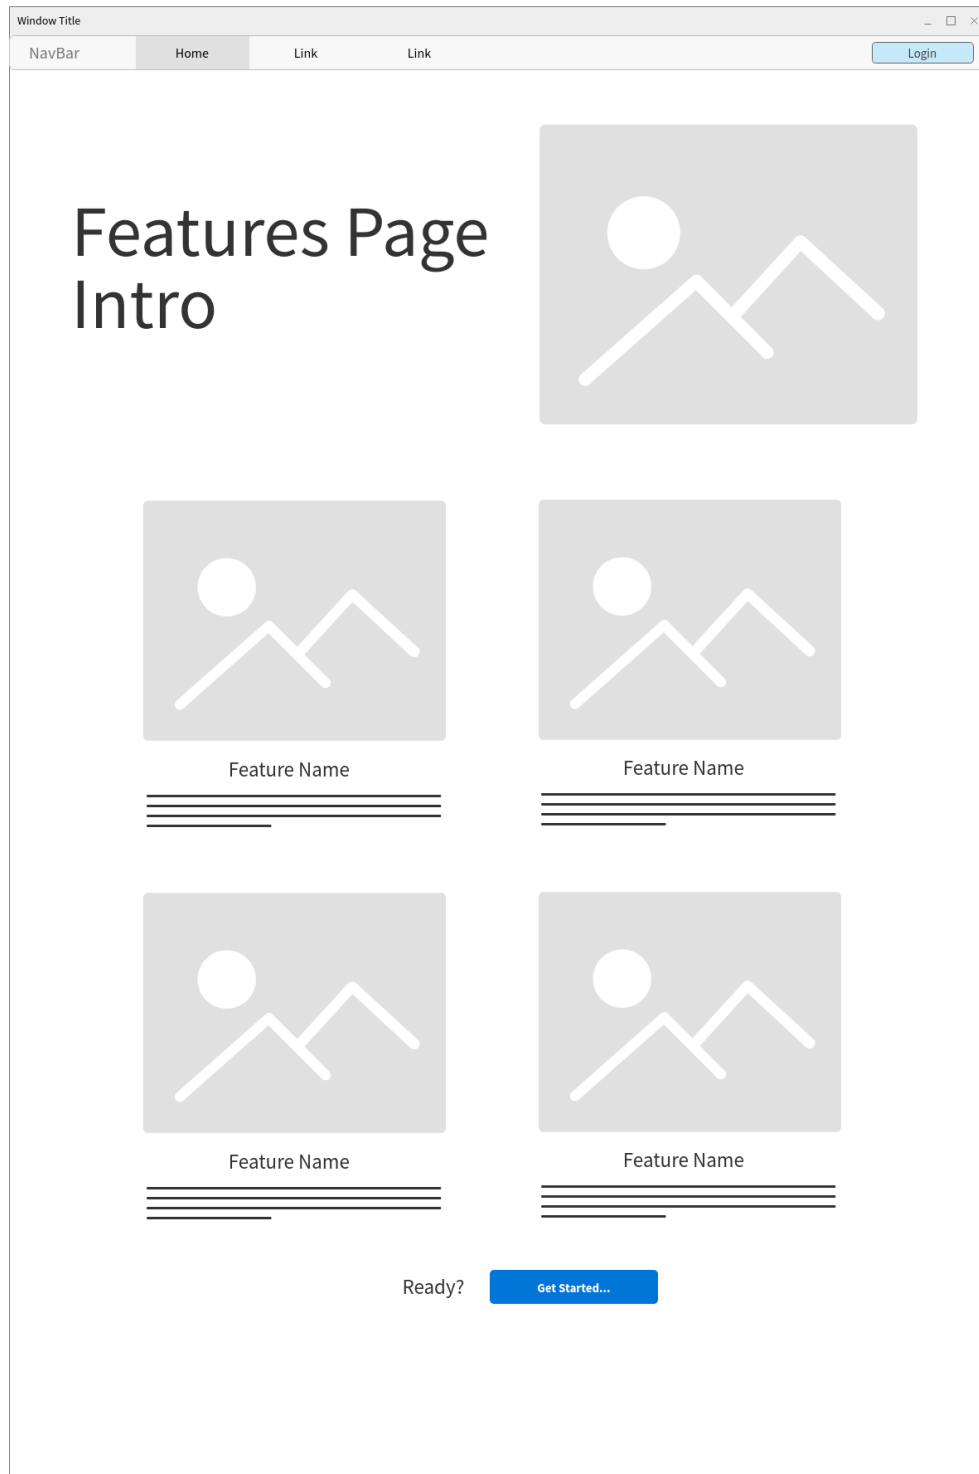 Window Title
NavBar Home Link Link Login
Features Page
Intro
Feature Name
Feature Name
Feature Name
Feature Name
Ready? Get Started...